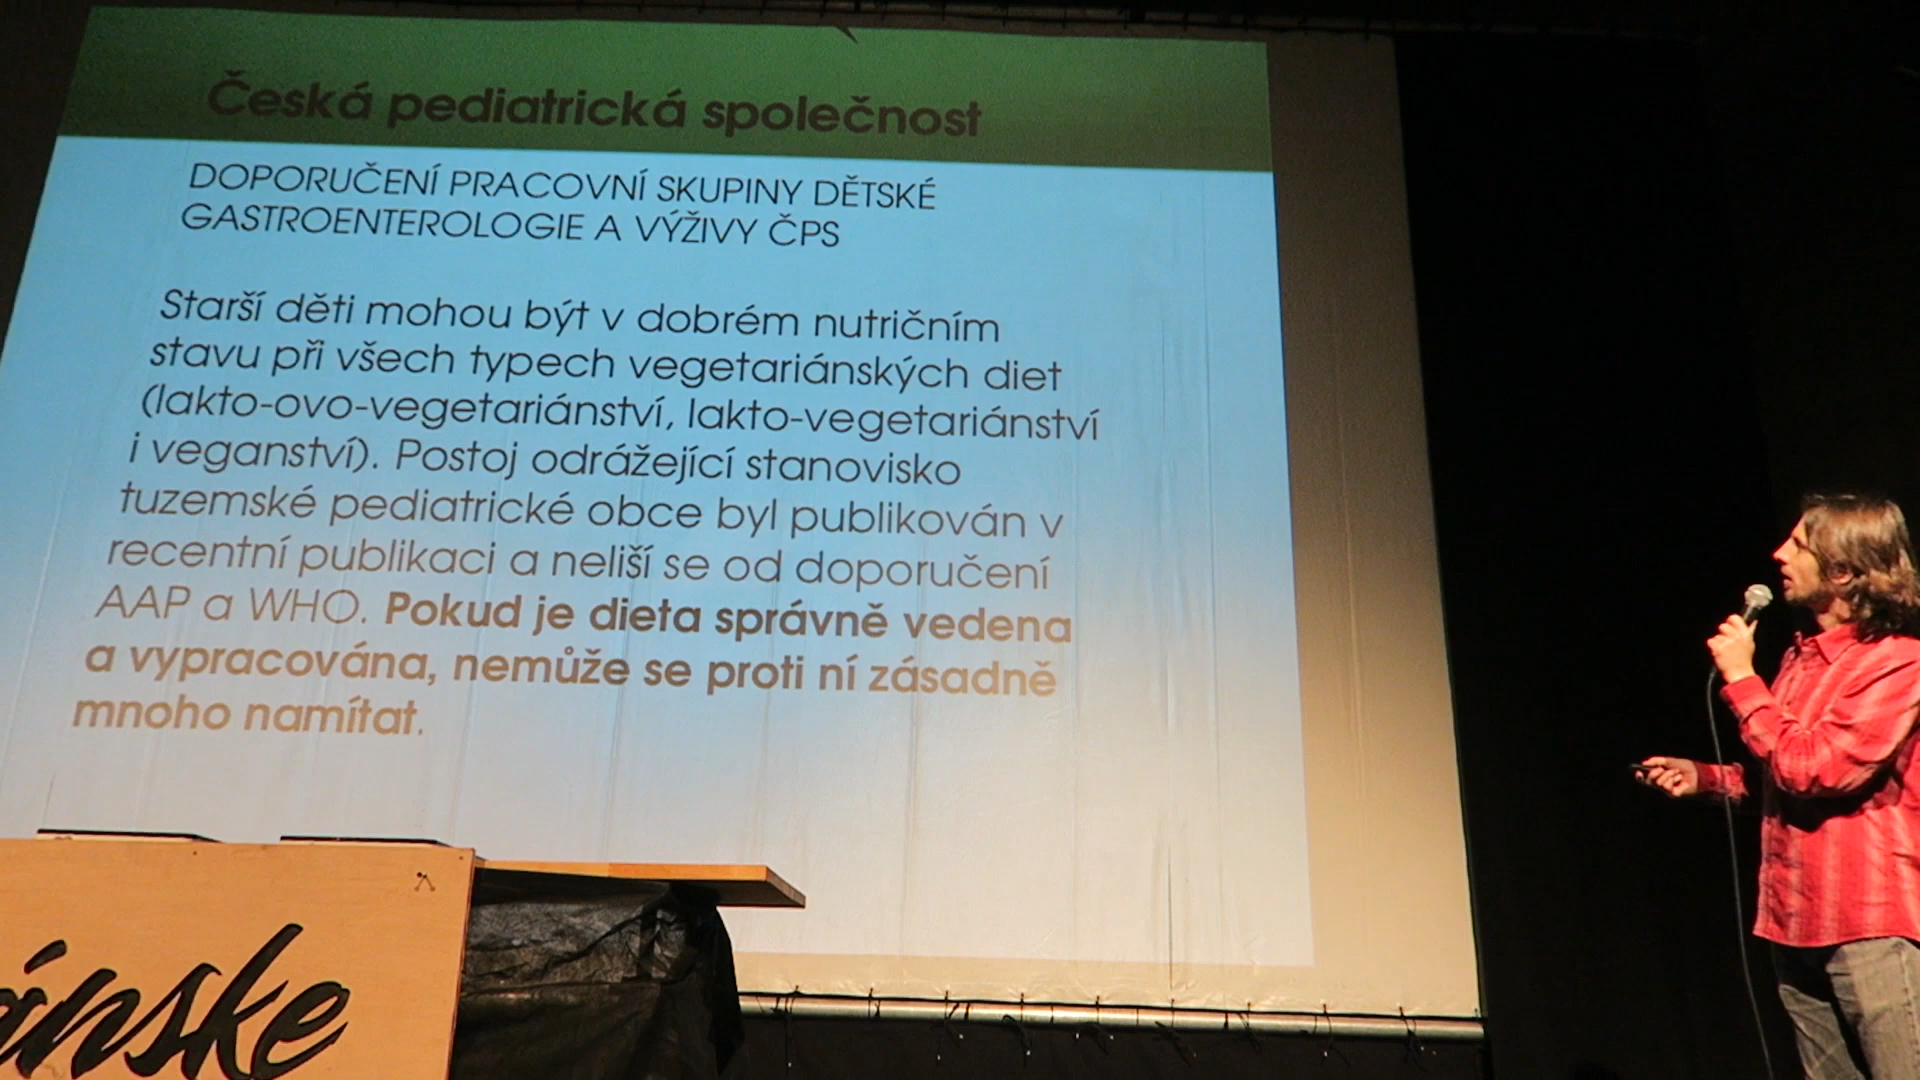 Česká pediatrická společnost
DOPORUČENÍ PRACOVNÍ SKUPINY DĚTSKÉ
GASTROENTEROLOGIE A VÝŽIVY ČPS
Starší děti mohou být v dobrém nutričním
stavu při všech typech vegetariánských diet
(lakto-ovo-vegetariánství, lakto-vegetariánství
i veganství). Postoj odrážející stanovisko
tuzemské pediatrické obce byl publikován v
recentní publikaci a neliší se od doporučení
AAP a WHO. Pokud je dieta správně vedena
a vypracována, nemůže se proti ní zásadně
mnoho namítat.
ánske